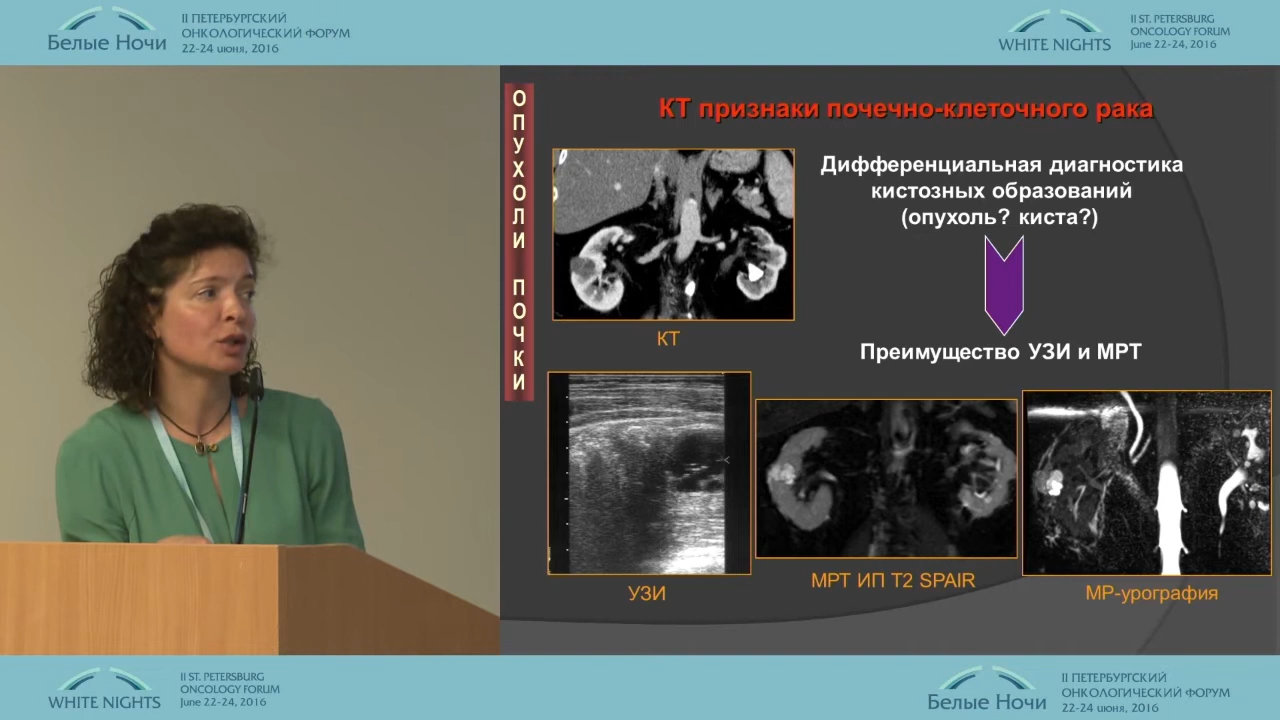 Белые Ночи
II ПЕТЕРБУРГСКИЙ
ОНКОЛОГИЧЕСКИЙ ФОРУМ
22-24 июня, 2016
WHITE NIGHTS
II ST. PETERSBURG
ONCOLOGY FORUM
June 22-24, 2016
ОПУХОЛИ ПОЧКИ
КТ признаки почечно-клеточного рака
Дифференциальная диагностика
кистозных образований
(опухоль? киста?)
КТ
Преимущество УЗИ и МРТ
УЗИ
МРТ ИП Т2 SPAIR
МР-урография
WHITE NIGHTS
II ST. PETERSBURG
ONCOLOGY FORUM
June 22-24, 2016
Белые Ночи
II ПЕТЕРБУРГСКИЙ
ОНКОЛОГИЧЕСКИЙ ФОРУМ
22-24 июня, 2016